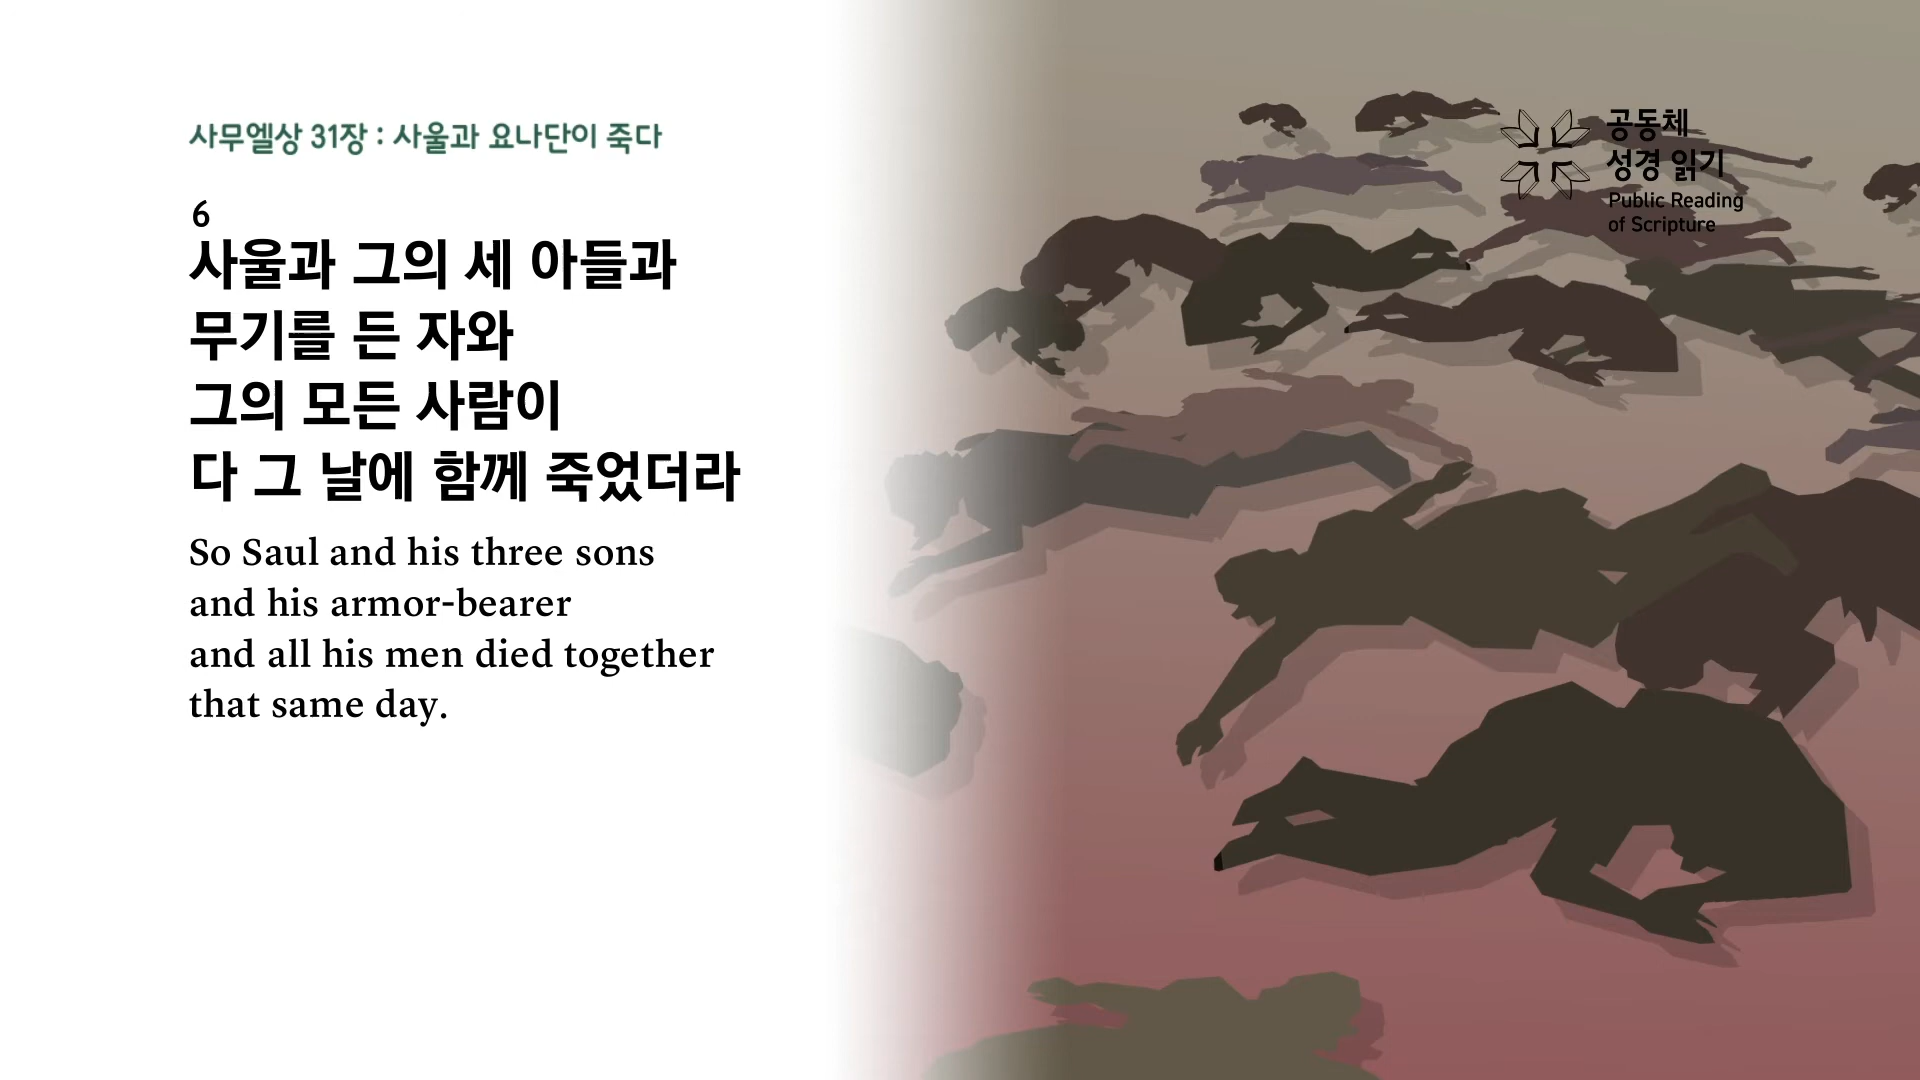 사무엘상 31장 : 사울과 요나단이 죽다
6
사울과 그의 세 아들과
무기를 든 자와
그의 모든 사람이
다 그 날에 함께 죽었더라
So Saul and his three sons
and his armor-bearer
and all his men died together
that same day.
공동체
성경 읽기
Public Reading
of Scripture